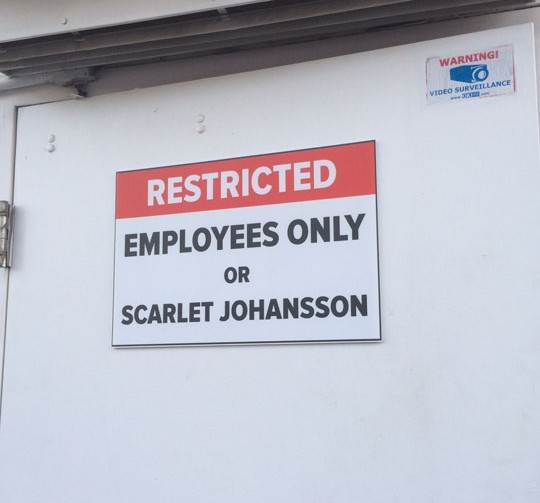 WARNING!
VIDEO SURVEILLANCE
RESTRICTED
EMPLOYEES ONLY
OR
SCARLET JOHANSSON